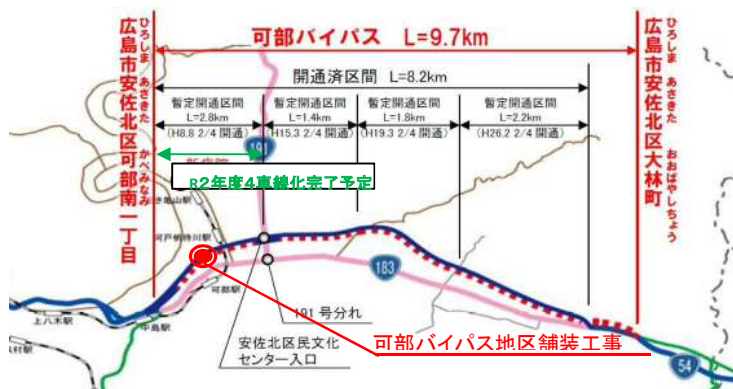 可部バイパス L=9.7km
開通済区間 L=8.2km
暫定開通区間
L=2.8km
(H8.8 2/4 開通)
暫定開通区間
L=1.4km
(H15.3 2/4 開通)
暫定開通区間
L=1.8km
(H19.3 2/4 開通)
暫定開通区間
L=2.2km
(H26.2 2/4 開通)
広島市安佐北区可部南一丁目
ひろしま あさきた かべみなみ
広島市安佐北区大林町
ひろしま あさきた おおばやしちょう
191
R2年度4車線化完了予定
き亀山駅
河戸帆待川駅
183
可部駅
上八木駅
中島駅
191号分れ
安佐北区民文化
センター入口
可部バイパス地区舗装工事
54